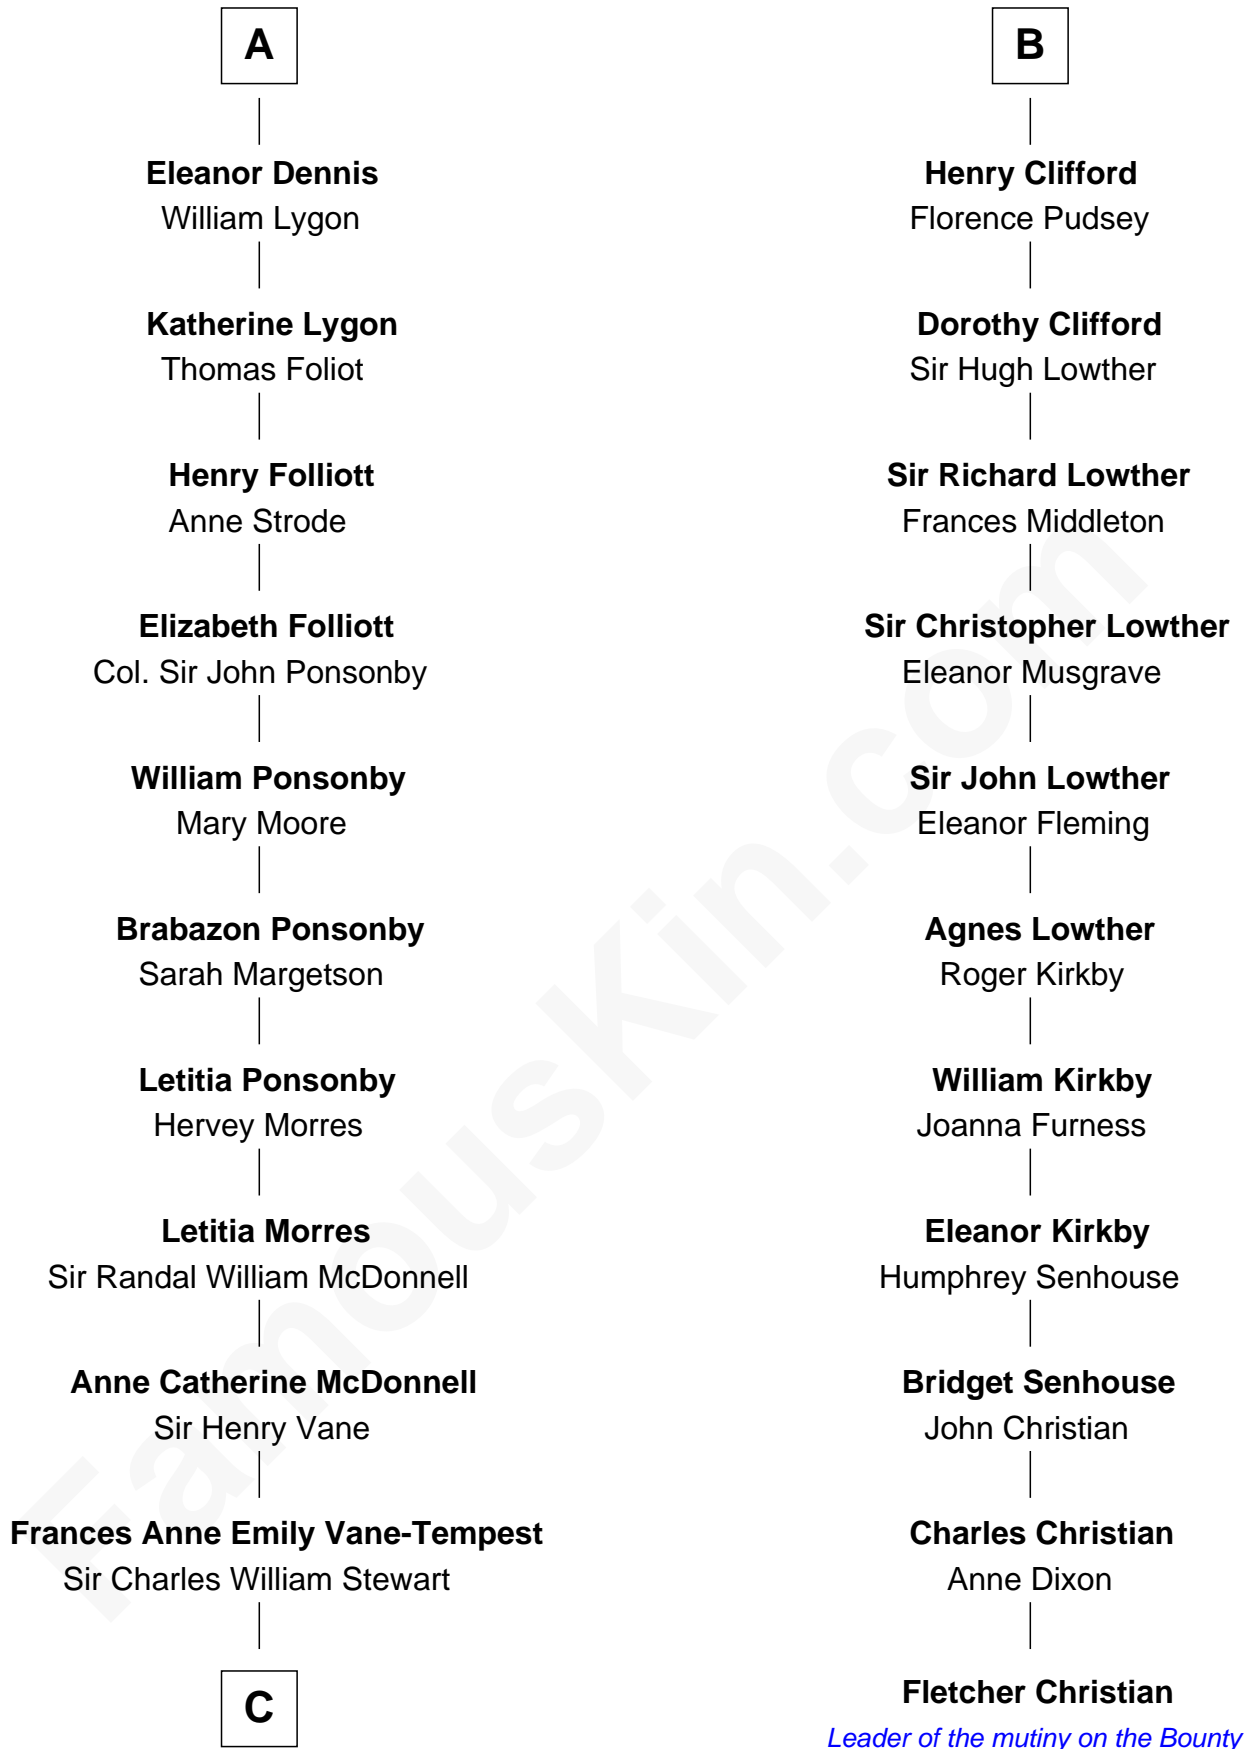 A
Eleanor Dennis
William Lygon
Katherine Lygon
Thomas Foliot
Henry Folliott
Anne Strode
Elizabeth Folliott
Col. Sir John Ponsonby
William Ponsonby
Mary Moore
Brabazon Ponsonby
Sarah Margetson
Letitia Ponsonby
Hervey Morres
Letitia Morres
Sir Randal William McDonnell
Anne Catherine McDonnell
Sir Henry Vane
Frances Anne Emily Vane-Tempest
Sir Charles William Stewart
C
B
Henry Clifford
Florence Pudsey
Dorothy Clifford
Sir Hugh Lowther
Sir Richard Lowther
Frances Middleton
Sir Christopher Lowther
Eleanor Musgrave
Sir John Lowther
Eleanor Fleming
Agnes Lowther
Roger Kirkby
William Kirkby
Joanna Furness
Eleanor Kirkby
Humphrey Senhouse
Bridget Senhouse
John Christian
Charles Christian
Anne Dixon
Fletcher Christian
Leader of the mutiny on the Bounty
FamousKin.com